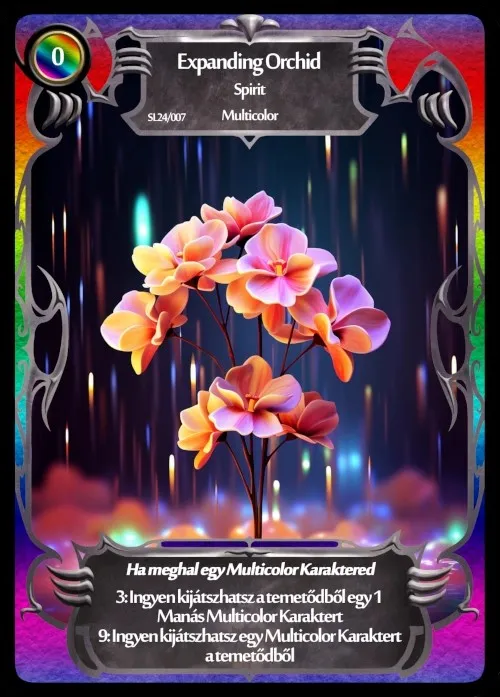 0
Expanding Orchid
Spirit
SL24/007 Multicolor
Ha meghal egy Multicolor Karaktered
3: Ingyen kijátszhatsz a temetődből egy 1
Manás Multicolor Karaktert
9: Ingyen kijátszhatsz egy Multicolor Karaktert
a temetődből